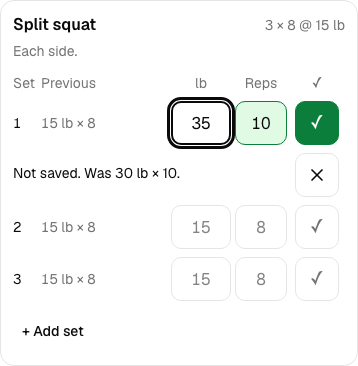 Split squat 3 × 8 @ 15 lb
Each side.
Set Previous lb Reps ✓
1 15 lb × 8 35 10 ✓
Not saved. Was 30 lb × 10. ✕
2 15 lb × 8 15 8 ✓
3 15 lb × 8 15 8 ✓
+ Add set